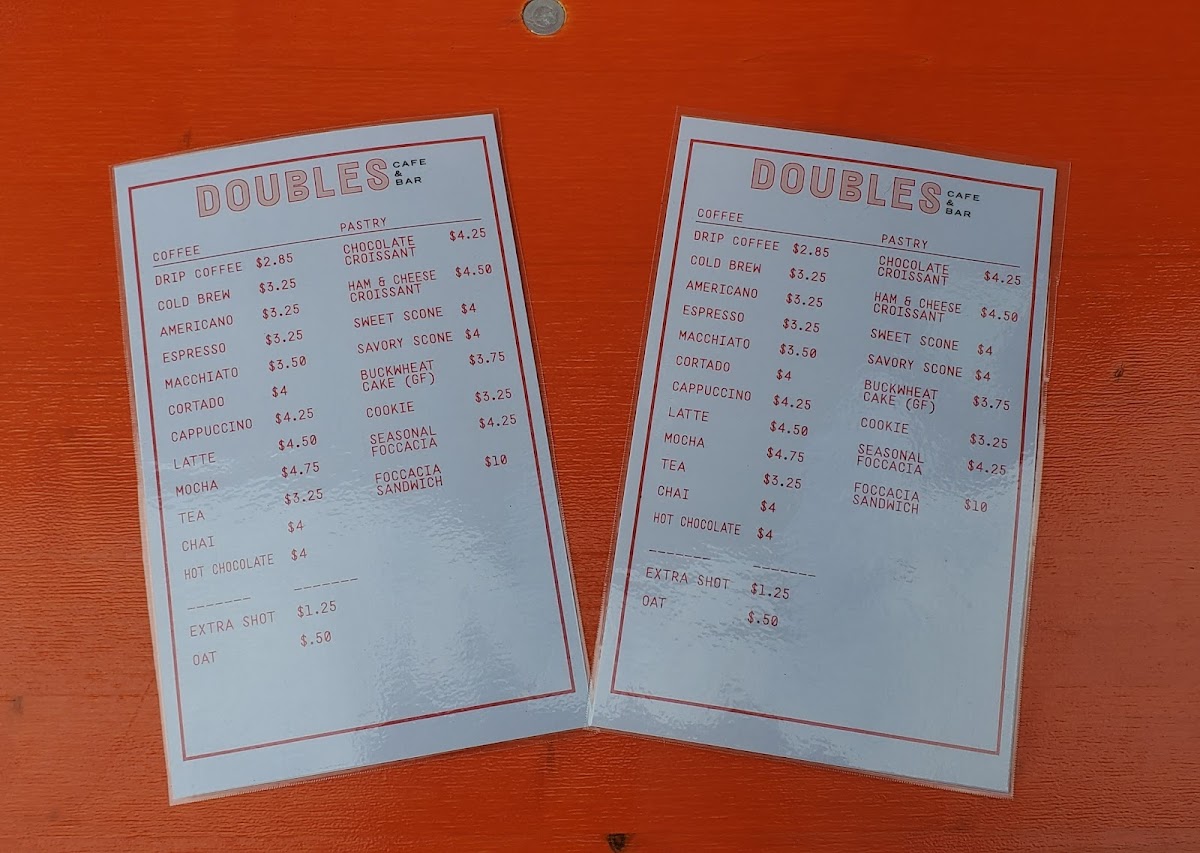 DOUBLES CAFE
&
BAR
COFFEE PASTRY
DRIP COFFEE $2.85
COLD BREW $3.25
AMERICANO $3.25
ESPRESSO $3.25
MACCHIATO $3.50
CORTADO $4
CAPPUCCINO $4.25
LATTE $4.50
MOCHA $4.75
TEA $3.25
CHAI $4
HOT CHOCOLATE $4
EXTRA SHOT $1.25
OAT $.50
CHOCOLATE $4.25
CROISSANT
HAM & CHEESE $4.50
CROISSANT
SWEET SCONE $4
SAVORY SCONE $4
BUCKWHEAT $3.75
CAKE (GF)
COOKIE $3.25
SEASONAL $4.25
FOCCACIA
FOCCACIA $10
SANDWICH
DOUBLES CAFE
&
BAR
COFFEE PASTRY
DRIP COFFEE $2.85
COLD BREW $3.25
AMERICANO $3.25
ESPRESSO $3.25
MACCHIATO $3.50
CORTADO $4
CAPPUCCINO $4.25
LATTE $4.50
MOCHA $4.75
TEA $3.25
CHAI $4
HOT CHOCOLATE $4
EXTRA SHOT $1.25
OAT $.50
CHOCOLATE
CROISSANT $4.25
HAM & CHEESE
CROISSANT $4.50
SWEET SCONE $4
SAVORY SCONE $4
BUCKWHEAT
CAKE (GF) $3.75
COOKIE $3.25
SEASONAL
FOCCACIA $4.25
FOCCACIA
SANDWICH $10